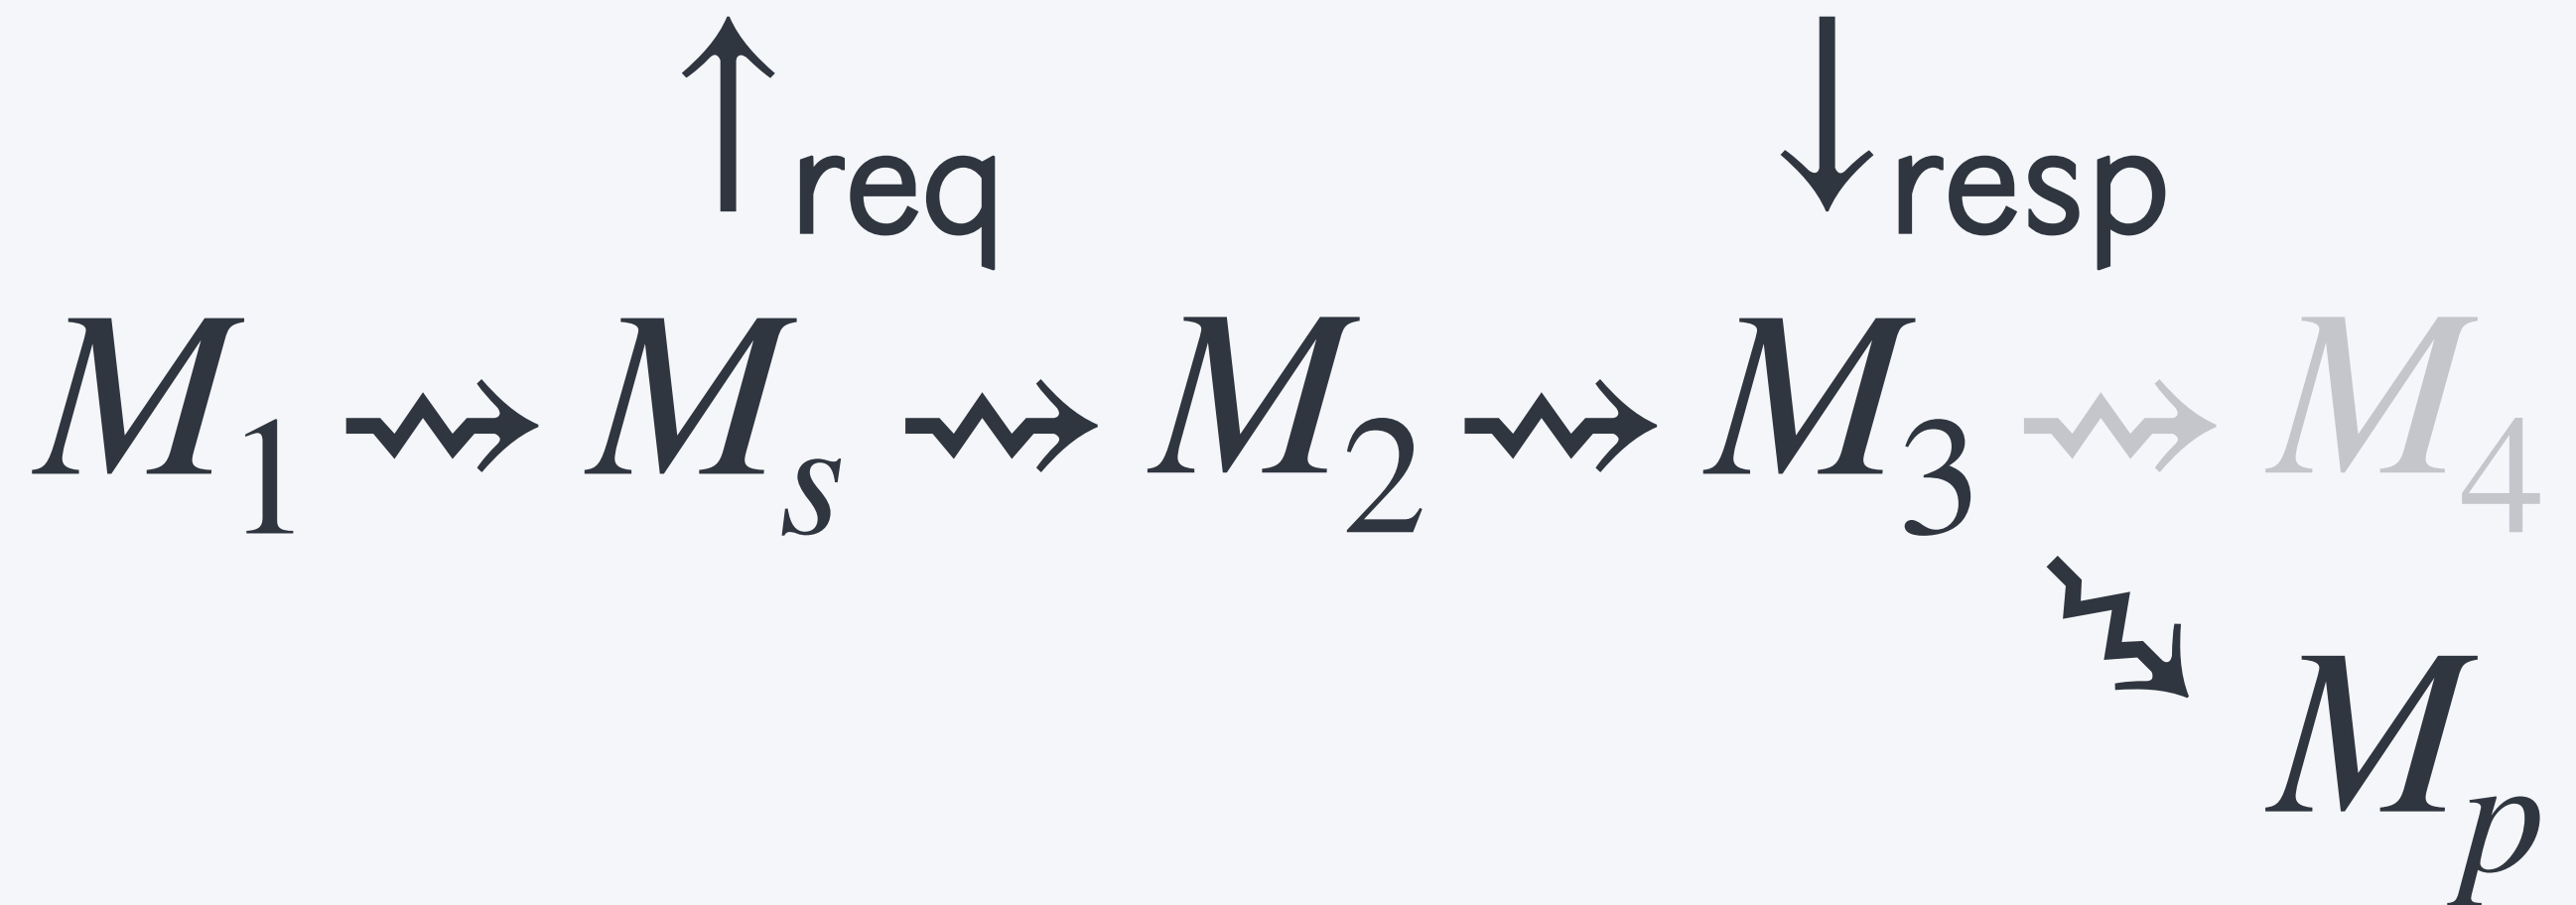 ↑req ↓resp
M₁ ⇝ Mₛ ⇝ M₂ ⇝ M₃ ⇝ M₄
Mₚ